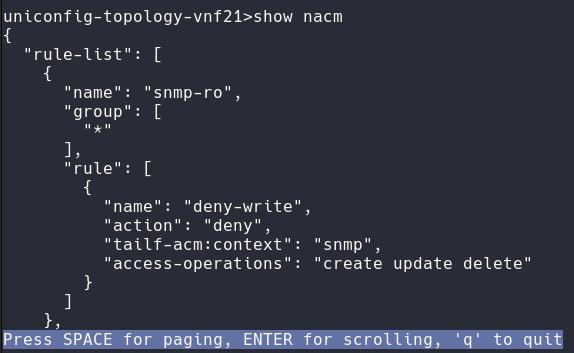 uniconfig-topology-vnf21>show nacm
{
  "rule-list": [
    {
      "name": "snmp-ro",
      "group": [
        "*"
      ],
      "rule": [
        {
          "name": "deny-write",
          "action": "deny",
          "tailf-acm:context": "snmp",
          "access-operations": "create update delete"
        }
      ]
    },
Press SPACE for paging, ENTER for scrolling, 'q' to quit